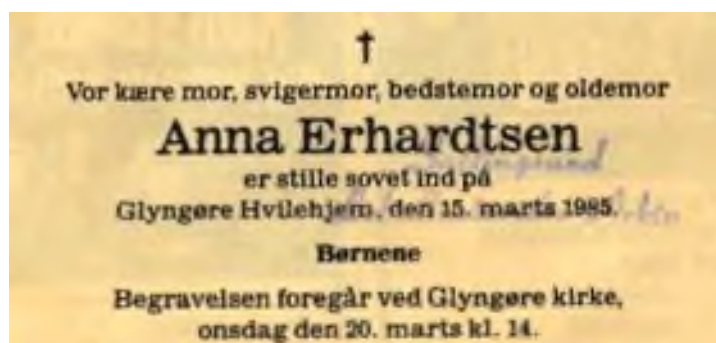 †
Vor kære mor, svigermor, bedstemor og oldemor
Anna Erhardtsen
er stille sovet ind på
Glyngøre Hvilehjem, den 15. marts 1985.
Børnene
Begravelsen foregår ved Glyngøre kirke,
onsdag den 20. marts kl. 14.